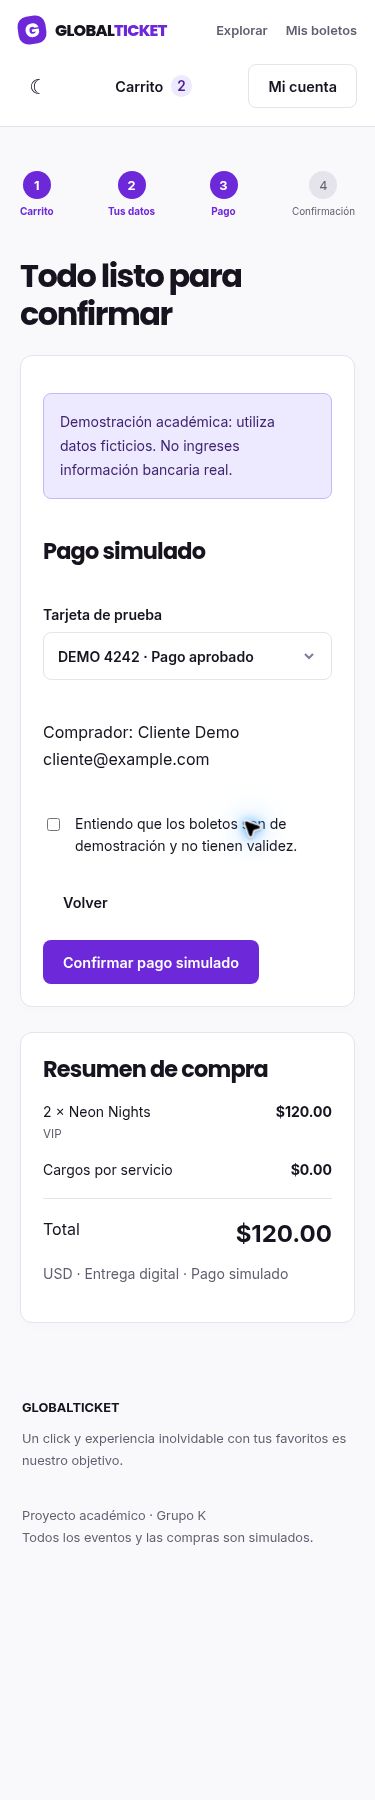 G GLOBALTICKET
Explorar
Mis boletos
Carrito 2
Mi cuenta
1
2
3
4
Carrito
Tus datos
Pago
Confirmación
Todo listo para
confirmar
Demostración académica: utiliza
datos ficticios. No ingreses
información bancaria real.
Pago simulado
Tarjeta de prueba
DEMO 4242 · Pago aprobado
Comprador: Cliente Demo
cliente@example.com
Entiendo que los boletos son de
demostración y no tienen validez.
Volver
Confirmar pago simulado
Resumen de compra
2 × Neon Nights $120.00
VIP
Cargos por servicio $0.00
Total $120.00
USD · Entrega digital · Pago simulado
GLOBALTICKET
Un click y experiencia inolvidable con tus favoritos es
nuestro objetivo.
Proyecto académico · Grupo K
Todos los eventos y las compras son simulados.